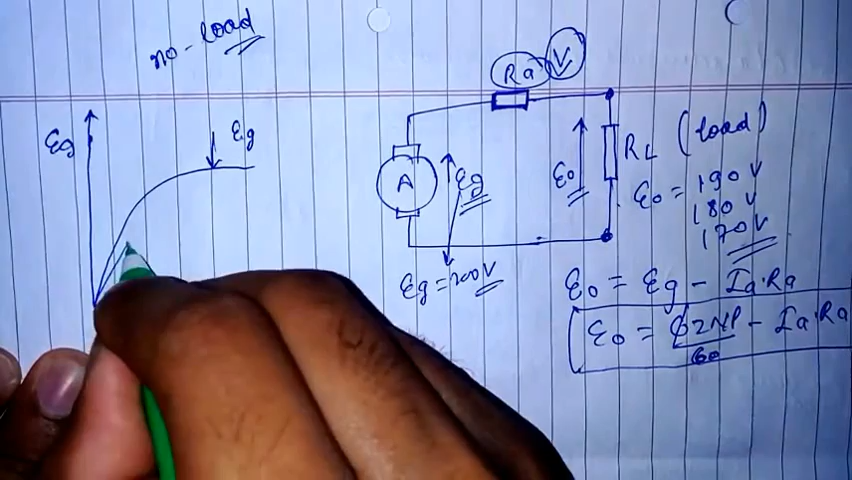 no-load
Ra
V
Eg
Eg
A
Eg
E0
RL (load)
E0 = 190 V
180 V
170 V
Eg = 200 V
E0 = Eg - Ia.Ra
E0 = ϕZNP/60 - Ia.Ra